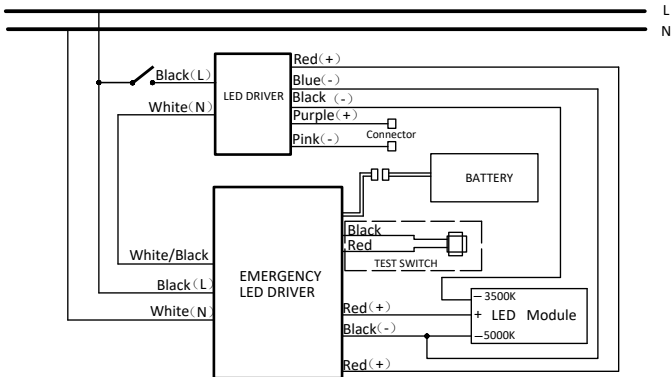 L
N
Red(+)
Black(L)
Blue(-)
LED DRIVER
Black (-)
White(N)
Purple(+)
Connector
Pink(-)
BATTERY
Black
Red
TEST SWITCH
White/Black
EMERGENCY
LED DRIVER
Black(L)
White(N)
Red(+)
Black(-)
Red(+)
－3500K
+ LED Module
－5000K